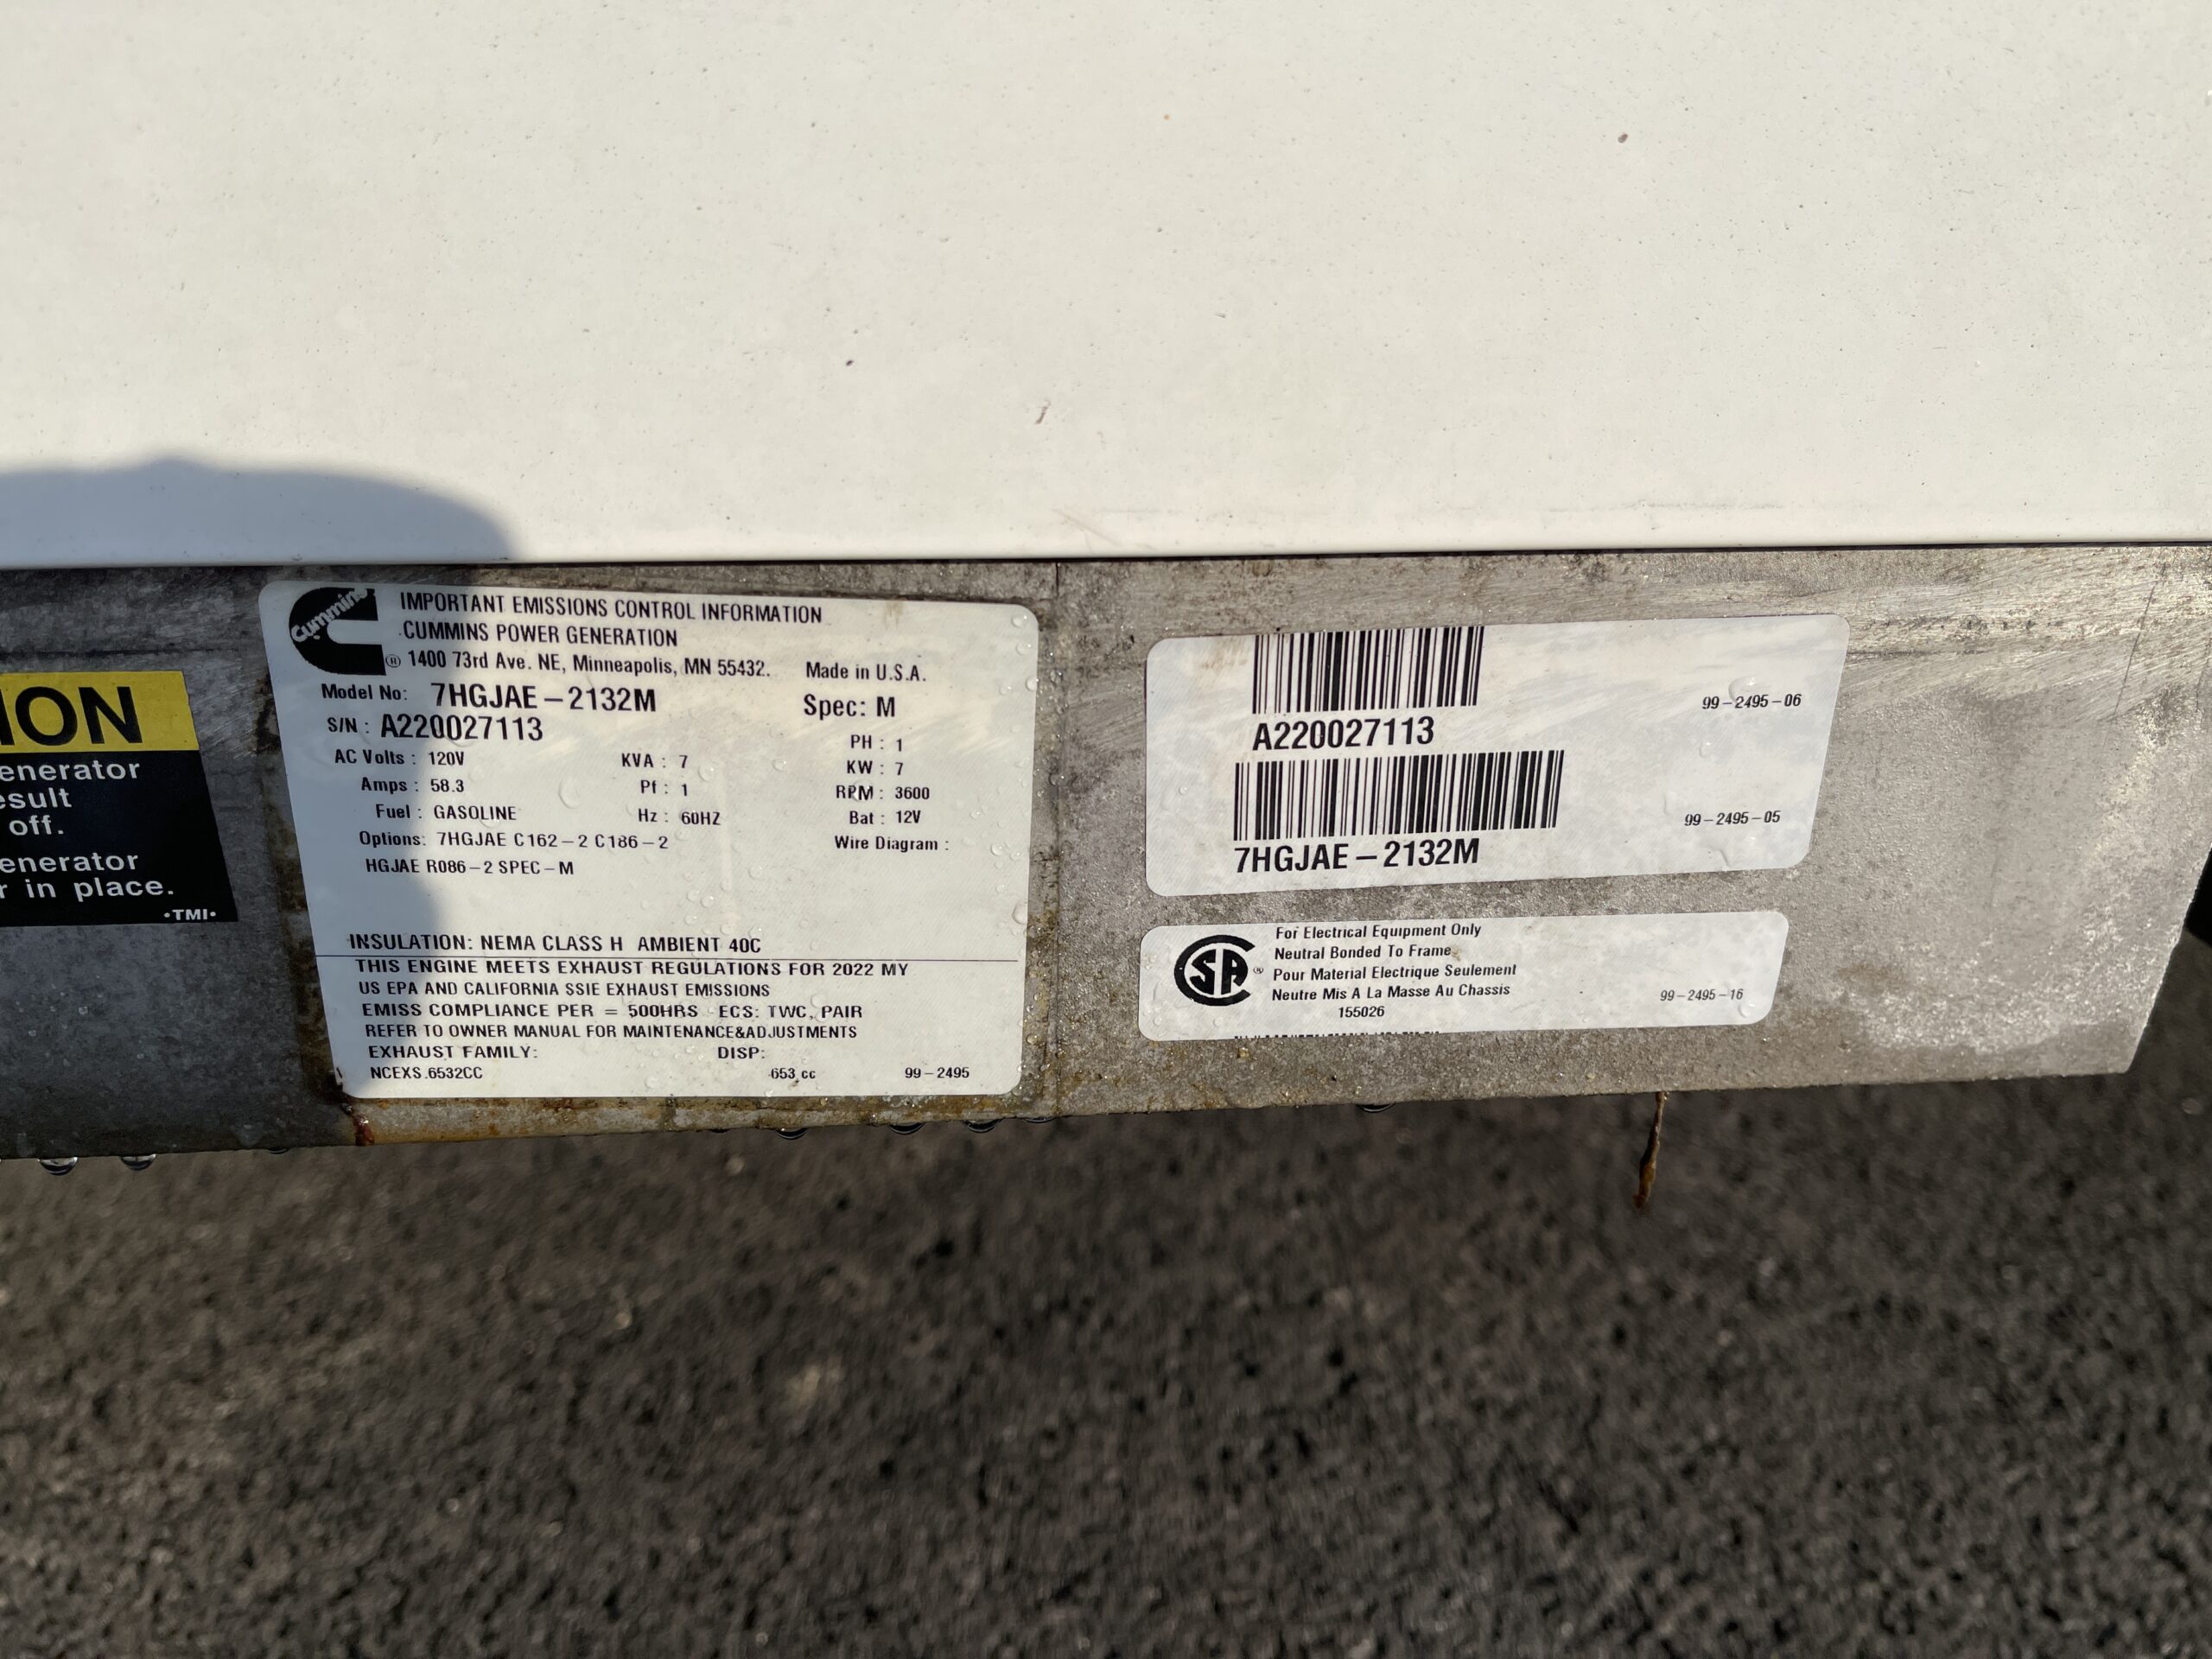 ION
enerator
esult
off.
enerator
r in place.
•TMI•
Cummins
IMPORTANT EMISSIONS CONTROL INFORMATION
CUMMINS POWER GENERATION
® 1400 73rd Ave. NE, Minneapolis, MN 55432. Made in U.S.A.
Model No: 7HGJAE-2132M Spec: M
S/N : A220027113
PH : 1
AC Volts : 120V KVA : 7 KW : 7
Amps : 58.3 Pf : 1 RPM : 3600
Fuel : GASOLINE Hz : 60HZ Bat : 12V
Options: 7HGJAE C162-2 C186-2 Wire Diagram :
HGJAE R086-2 SPEC-M
INSULATION: NEMA CLASS H AMBIENT 40C
THIS ENGINE MEETS EXHAUST REGULATIONS FOR 2022 MY
US EPA AND CALIFORNIA SSIE EXHAUST EMISSIONS
EMISS COMPLIANCE PER = 500HRS ECS: TWC, PAIR
REFER TO OWNER MANUAL FOR MAINTENANCE&ADJUSTMENTS
EXHAUST FAMILY: DISP:
NCEXS.6532CC 653 cc 99-2495
99-2495-06
A220027113
99-2495-05
7HGJAE-2132M
SA ®
For Electrical Equipment Only
Neutral Bonded To Frame
Pour Material Electrique Seulement
Neutre Mis A La Masse Au Chassis
155026
99-2495-16